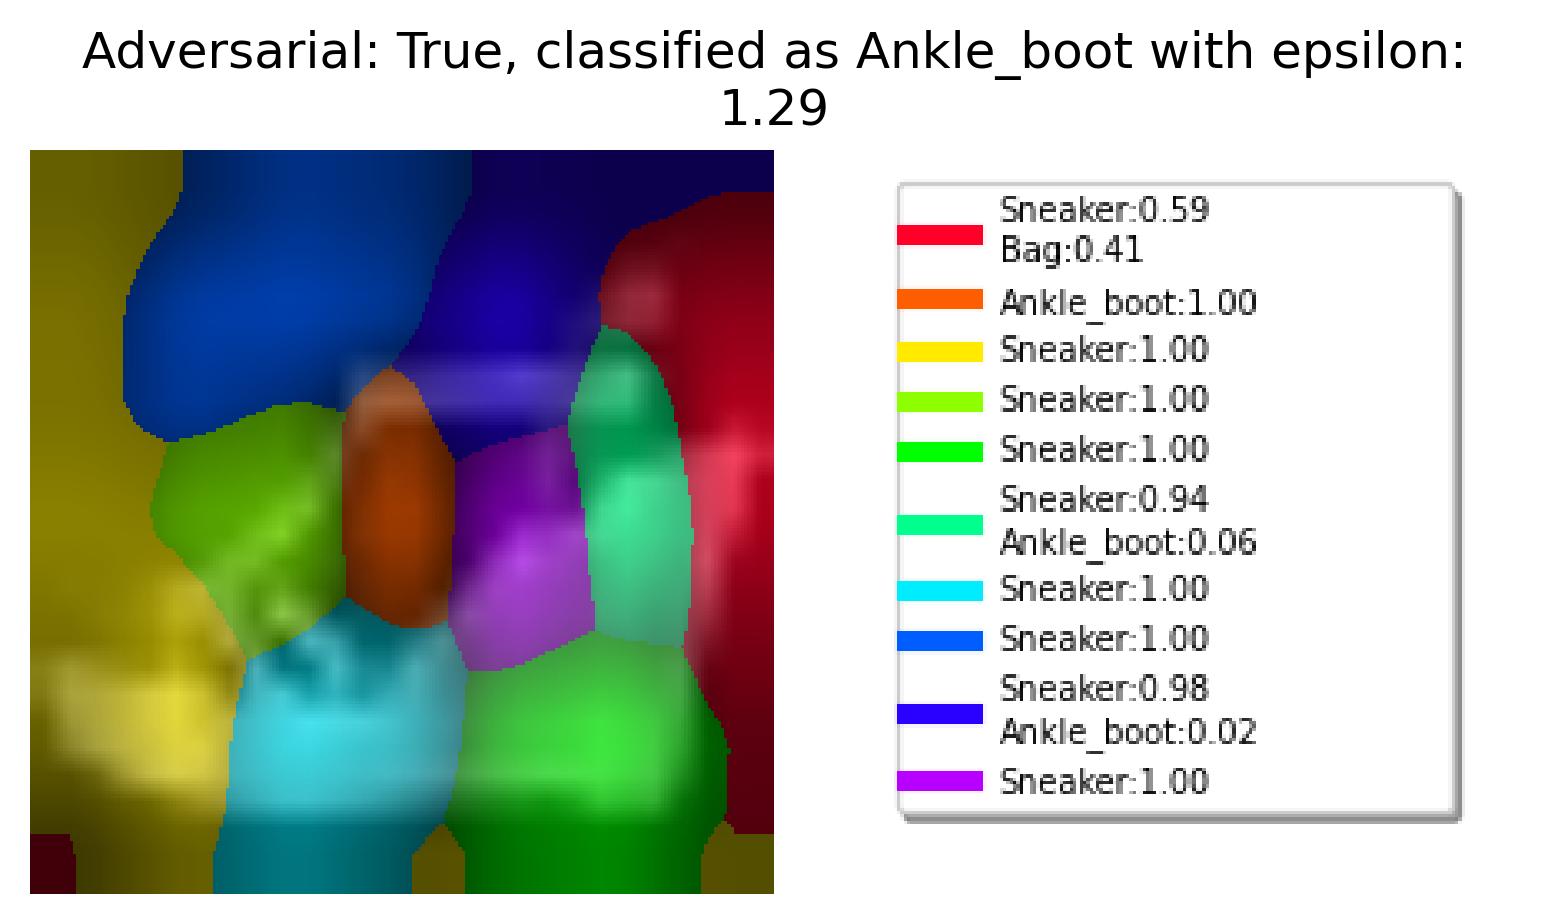 Adversarial: True, classified as Ankle_boot with epsilon:
1.29
Sneaker:0.59
Bag:0.41
Ankle_boot:1.00
Sneaker:1.00
Sneaker:1.00
Sneaker:1.00
Sneaker:0.94
Ankle_boot:0.06
Sneaker:1.00
Sneaker:1.00
Sneaker:0.98
Ankle_boot:0.02
Sneaker:1.00